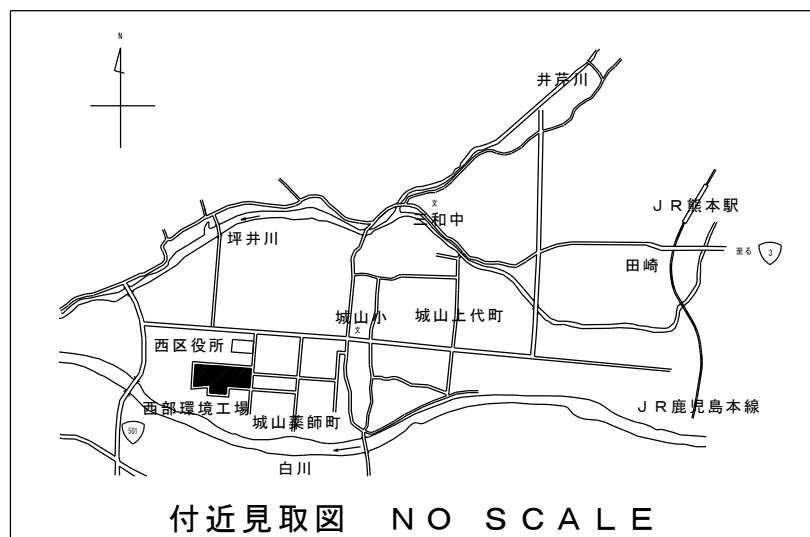 N
井芹川
JR熊本駅
文
三和中
坪井川
至る
3
田崎
城山小
城山上代町
文
西区役所
西部環境工場
JR鹿児島本線
城山薬師町
501
白川
付近見取図 NO SCALE